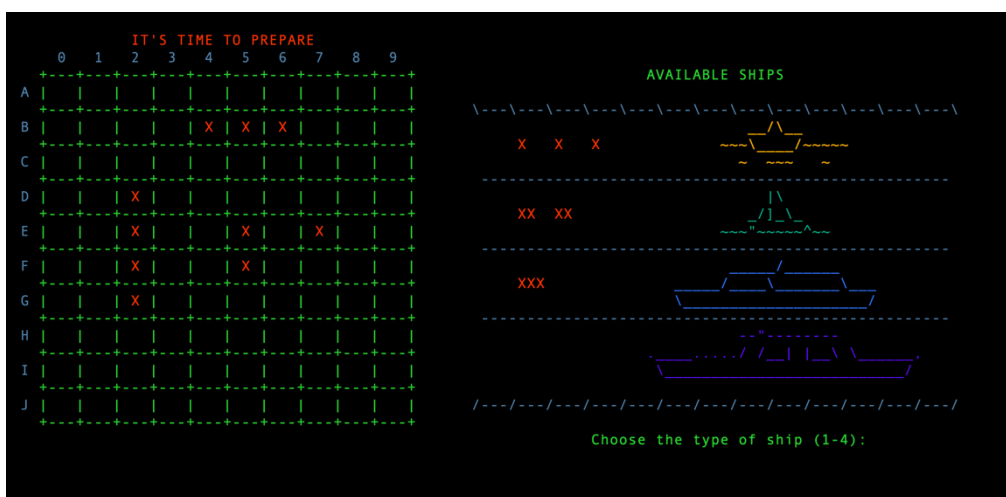 IT'S TIME TO PREPARE
0 1 2 3 4 5 6 7 8 9
A
B X X X
C
D X
E X X X
F X X
G X
H
I
J
AVAILABLE SHIPS
X X X
XX XX
XXX
Choose the type of ship (1-4):